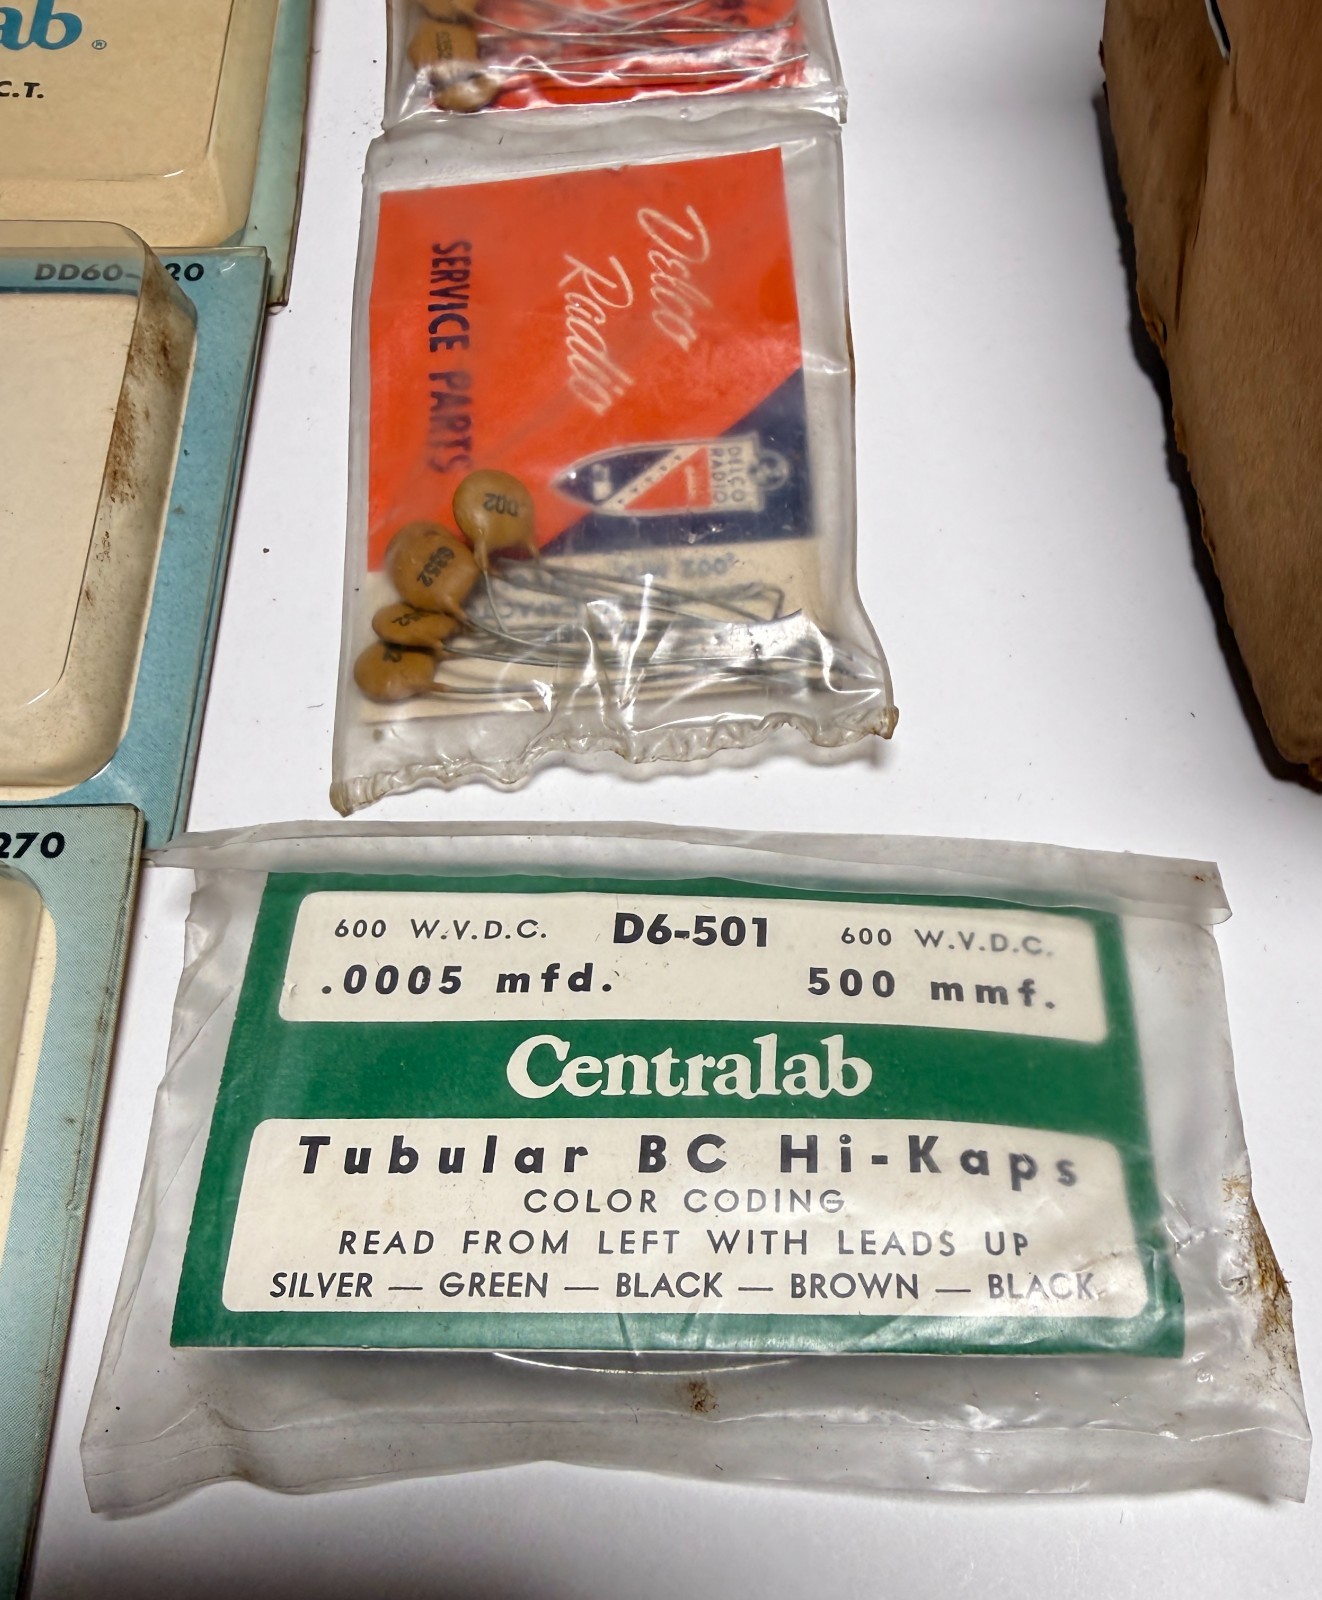 ab®
C.T.
DD60- 20
270
Delco
Radio
SERVICE PARTS
DELCO
RADIO
.002
.002
600 W.V.D.C. D6-501 600 W.V.D.C.
.0005 mfd. 500 mmf.
Centralab
Tubular BC Hi-Kaps
COLOR CODING
READ FROM LEFT WITH LEADS UP
SILVER — GREEN — BLACK — BROWN — BLACK